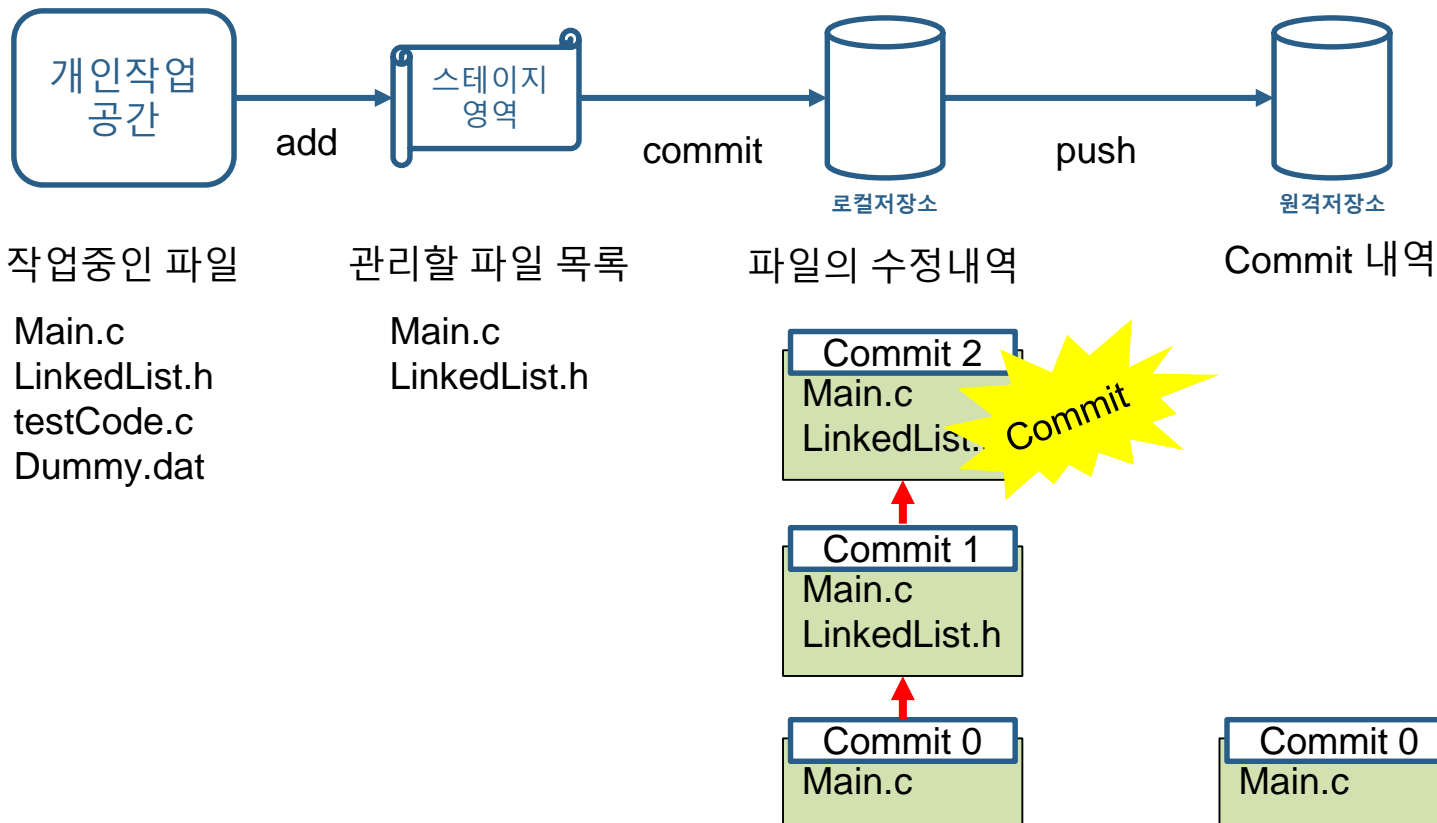 개인작업
공간
add
스테이지
영역
commit
로컬저장소
push
원격저장소
작업중인 파일
Main.c
LinkedList.h
testCode.c
Dummy.dat
관리할 파일 목록
Main.c
LinkedList.h
파일의 수정내역
Commit 2
Main.c
LinkedList.
Commit
Commit 1
Main.c
LinkedList.h
Commit 0
Main.c
Commit 내역
Commit 0
Main.c